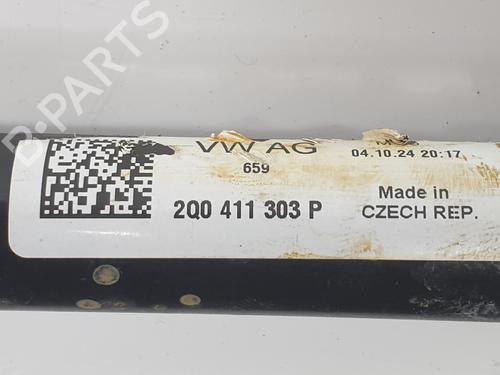 VW AG
04.10.24 20:17
659
2Q0 411 303 P
Made in
CZECH REP.
B-PARTS